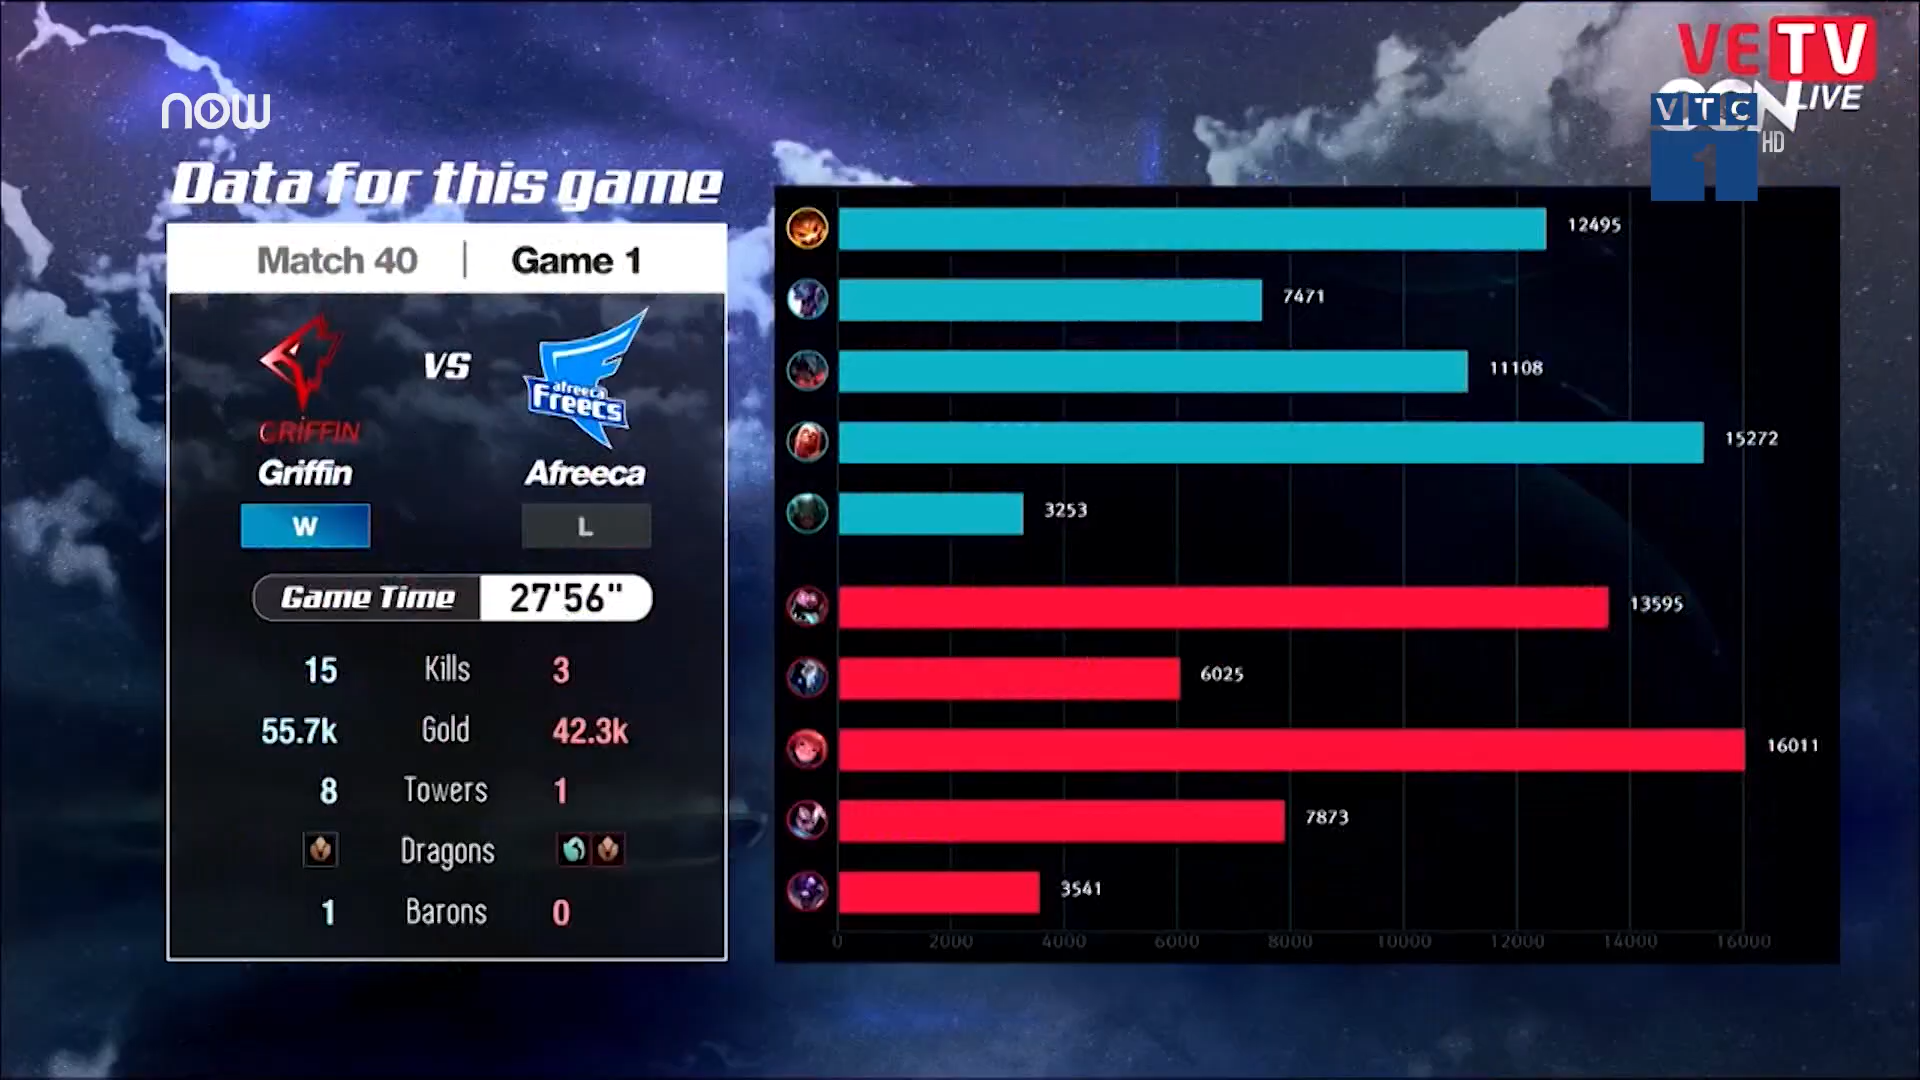 VETV
now
VTC
LIVE
1
HD
Data for this game
Match 40 | Game 1
vs
afreeca
Freecs
GRIFFIN
Griffin
Afreeca
W
L
Game Time 27'56"
15 Kills 3
55.7k Gold 42.3k
8 Towers 1
Dragons
1 Barons 0
12495
7471
11108
15272
3253
13595
6025
16011
7873
3541
0 2000 4000 6000 8000 10000 12000 14000 16000